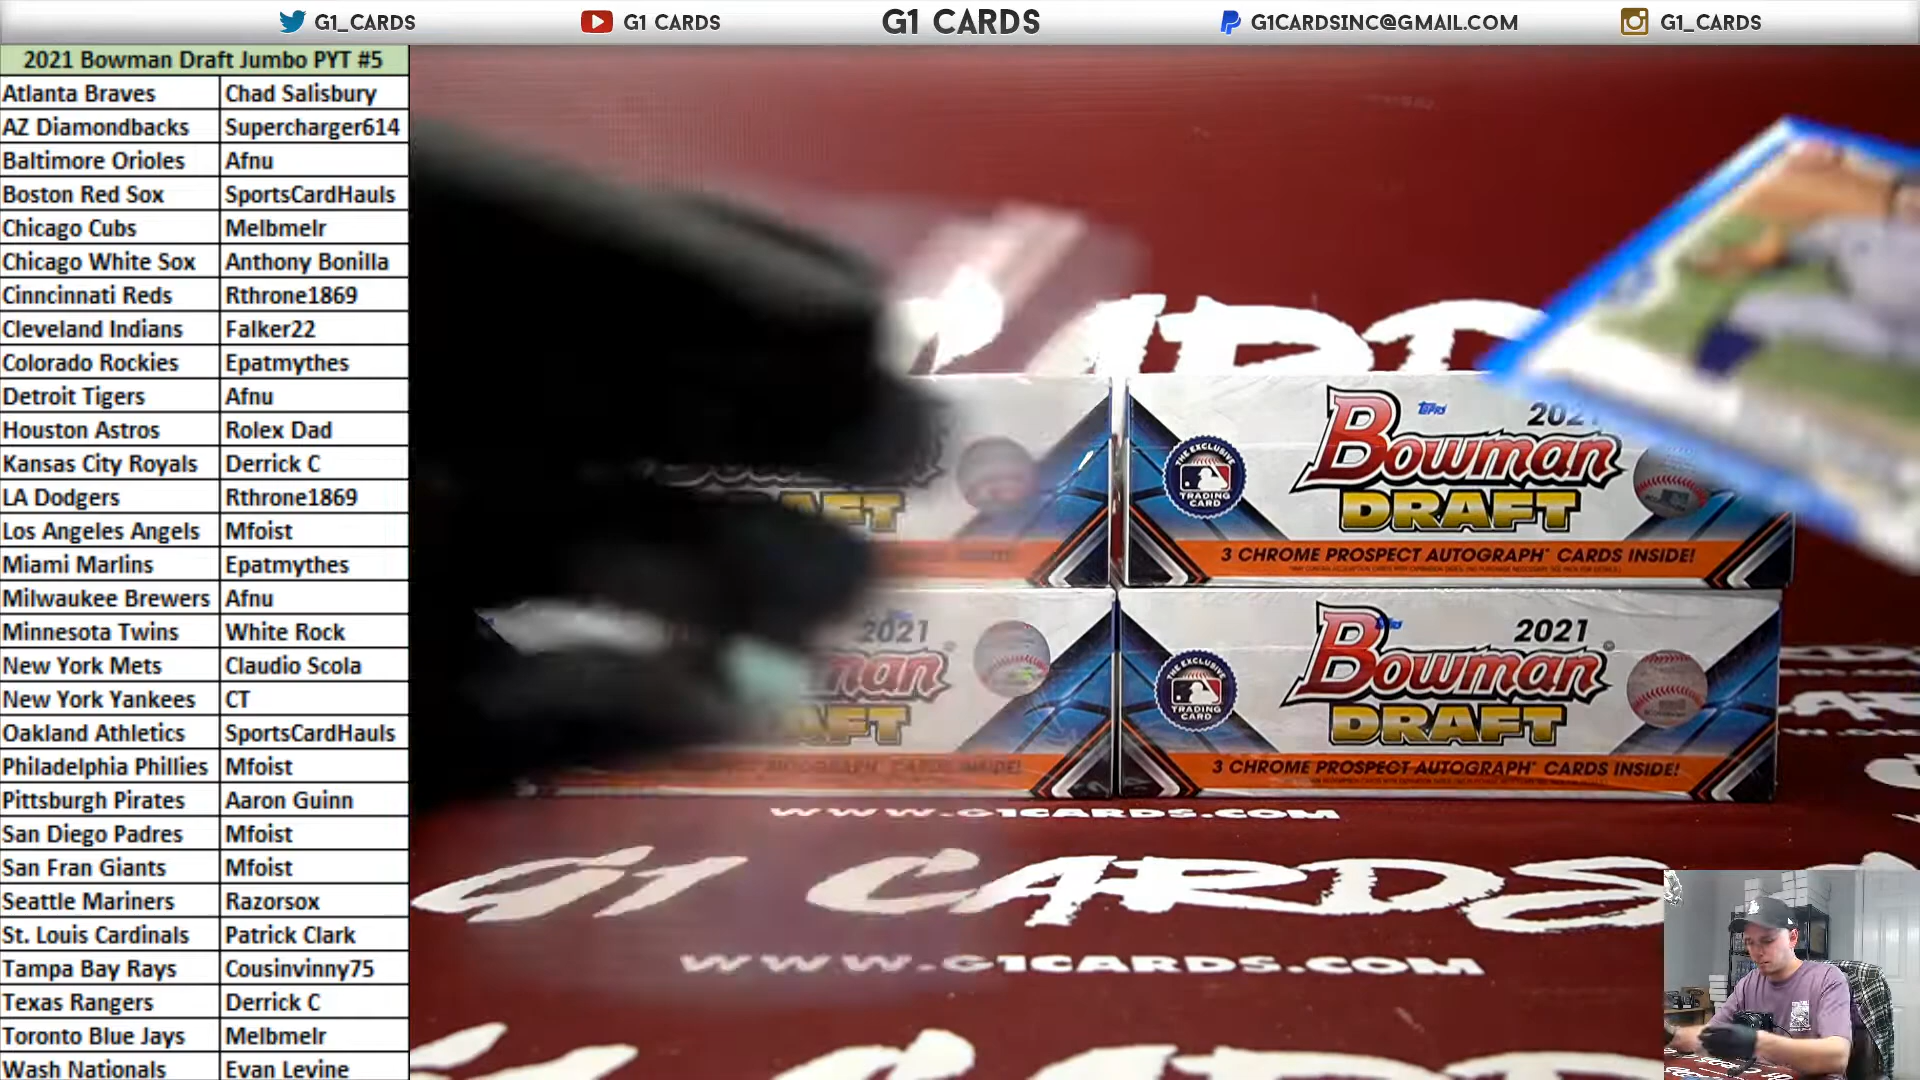 G1_CARDS G1 CARDS G1 CARDS G1CARDSINC@GMAIL.COM G1_CARDS
2021 Bowman Draft Jumbo PYT #5
Atlanta Braves Chad Salisbury
AZ Diamondbacks Supercharger614
Baltimore Orioles Afnu
Boston Red Sox SportsCardHauls
Chicago Cubs Melbmelr
Chicago White Sox Anthony Bonilla
Cinncinnati Reds Rthrone1869
Cleveland Indians Falker22
Colorado Rockies Epatmythes
Detroit Tigers Afnu
Houston Astros Rolex Dad
Kansas City Royals Derrick C
LA Dodgers Rthrone1869
Los Angeles Angels Mfoist
Miami Marlins Epatmythes
Milwaukee Brewers Afnu
Minnesota Twins White Rock
New York Mets Claudio Scola
New York Yankees CT
Oakland Athletics SportsCardHauls
Philadelphia Phillies Mfoist
Pittsburgh Pirates Aaron Guinn
San Diego Padres Mfoist
San Fran Giants Mfoist
Seattle Mariners Razorsox
St. Louis Cardinals Patrick Clark
Tampa Bay Rays Cousinvinny75
Texas Rangers Derrick C
Toronto Blue Jays Melbmelr
Wash Nationals Evan Levine
Topps 2021
Bowman
DRAFT
THE EXCLUSIVE
TRADING CARD
3 CHROME PROSPECT AUTOGRAPH* CARDS INSIDE!
2021
2021
Bowman
DRAFT
THE EXCLUSIVE
TRADING CARD
CARDS INSIDE!
3 CHROME PROSPECT AUTOGRAPH* CARDS INSIDE!
WWW.G1CARDS.COM
G1 CARDS
WWW.G1CARDS.COM